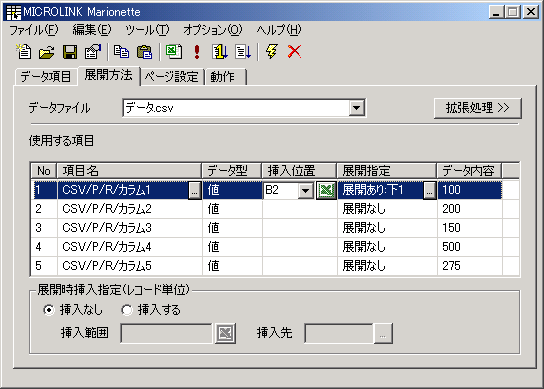 MICROLINK Marionette
ファイル(F) 編集(E) ツール(T) オプション(O) ヘルプ(H)
データ項目 展開方法 ページ設定 動作
データファイル データ.csv 拡張処理 >>
使用する項目
No 項目名 データ型 挿入位置 展開指定 データ内容
1 CSV/P/R/カラム1 ... 値 B2 展開あり:下1 ... 100
2 CSV/P/R/カラム2 値 展開なし 200
3 CSV/P/R/カラム3 値 展開なし 150
4 CSV/P/R/カラム4 値 展開なし 500
5 CSV/P/R/カラム5 値 展開なし 275
展開時挿入指定(レコード単位)
挿入なし 挿入する
挿入範囲 挿入先 ...